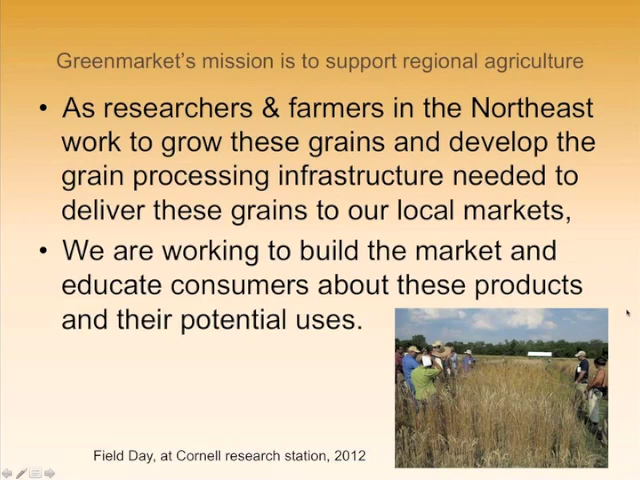 Greenmarket's mission is to support regional agriculture
• As researchers & farmers in the Northeast
work to grow these grains and develop the
grain processing infrastructure needed to
deliver these grains to our local markets,
• We are working to build the market and
educate consumers about these products
and their potential uses.
Field Day, at Cornell research station, 2012